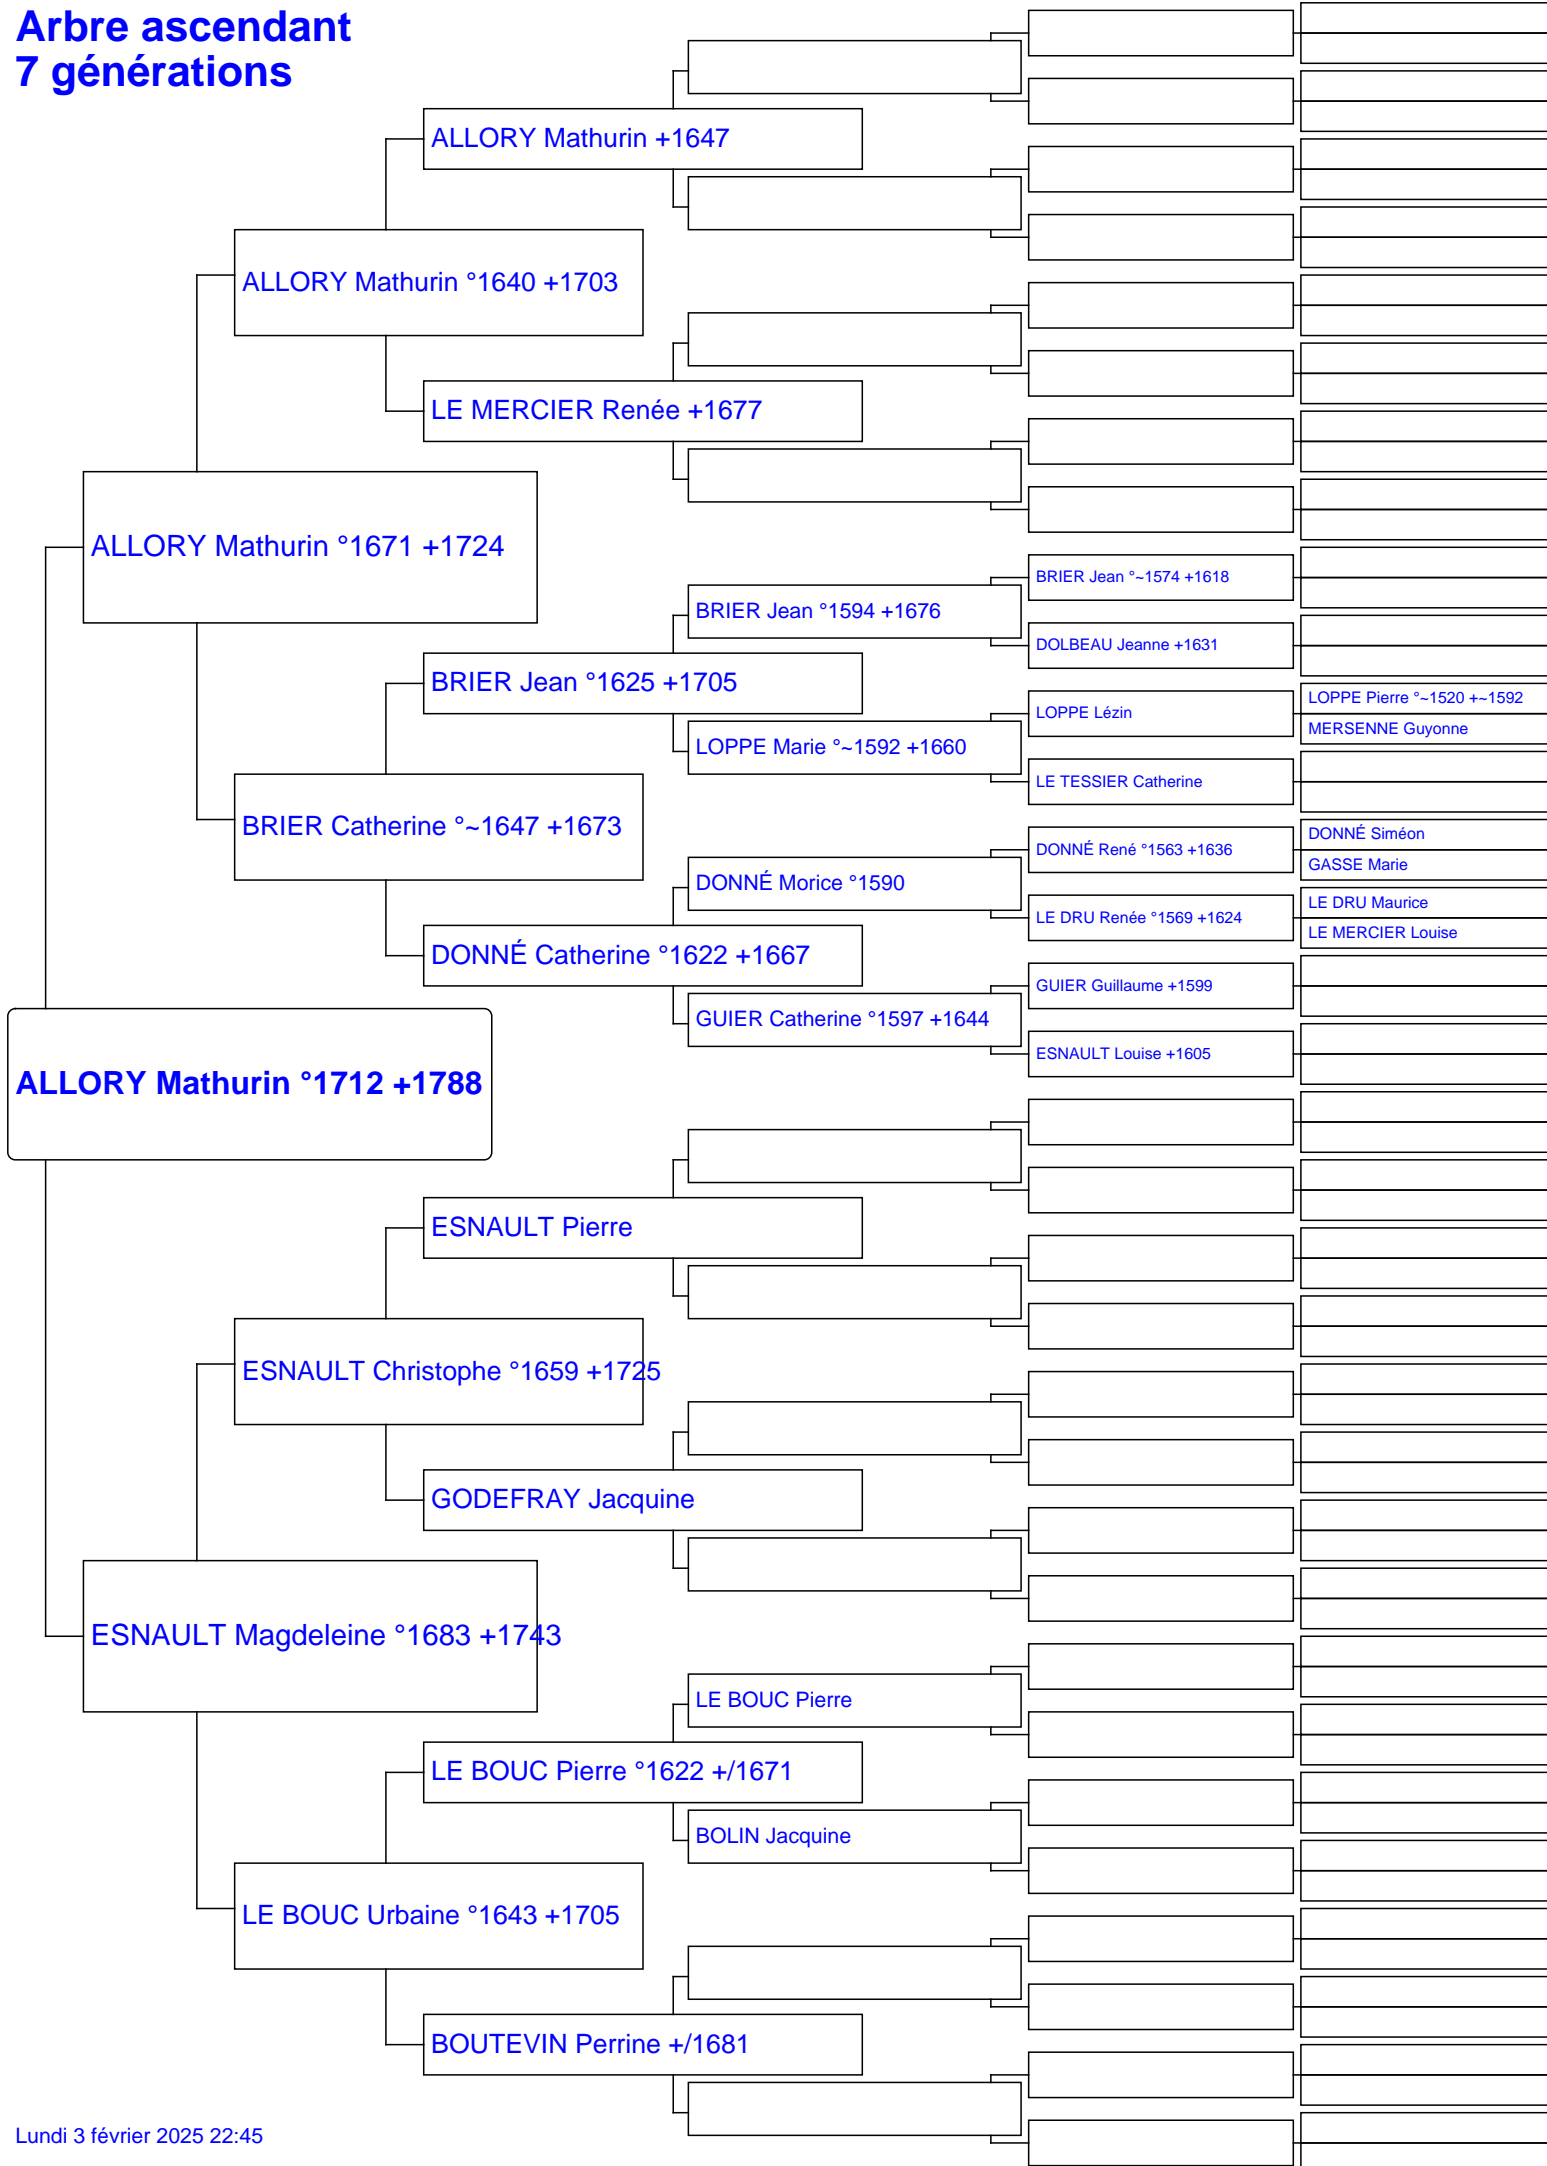 Arbre ascendant
7 générations
ALLORY Mathurin +1647
ALLORY Mathurin °1640 +1703
LE MERCIER Renée +1677
ALLORY Mathurin °1671 +1724
BRIER Jean °~1574 +1618
BRIER Jean °1594 +1676
DOLBEAU Jeanne +1631
BRIER Jean °1625 +1705
LOPPE Pierre °~1520 +~1592
LOPPE Lézin
MERSENNE Guyonne
LOPPE Marie °~1592 +1660
LE TESSIER Catherine
BRIER Catherine °~1647 +1673
DONNÉ Siméon
DONNÉ René °1563 +1636
GASSE Marie
DONNÉ Morice °1590
LE DRU Maurice
LE DRU Renée °1569 +1624
LE MERCIER Louise
DONNÉ Catherine °1622 +1667
GUIER Guillaume +1599
GUIER Catherine °1597 +1644
ESNAULT Louise +1605
ALLORY Mathurin °1712 +1788
ESNAULT Pierre
ESNAULT Christophe °1659 +1725
GODEFRAY Jacquine
ESNAULT Magdeleine °1683 +1743
LE BOUC Pierre
LE BOUC Pierre °1622 +/1671
BOLIN Jacquine
LE BOUC Urbaine °1643 +1705
BOUTEVIN Perrine +/1681
Lundi 3 février 2025 22:45